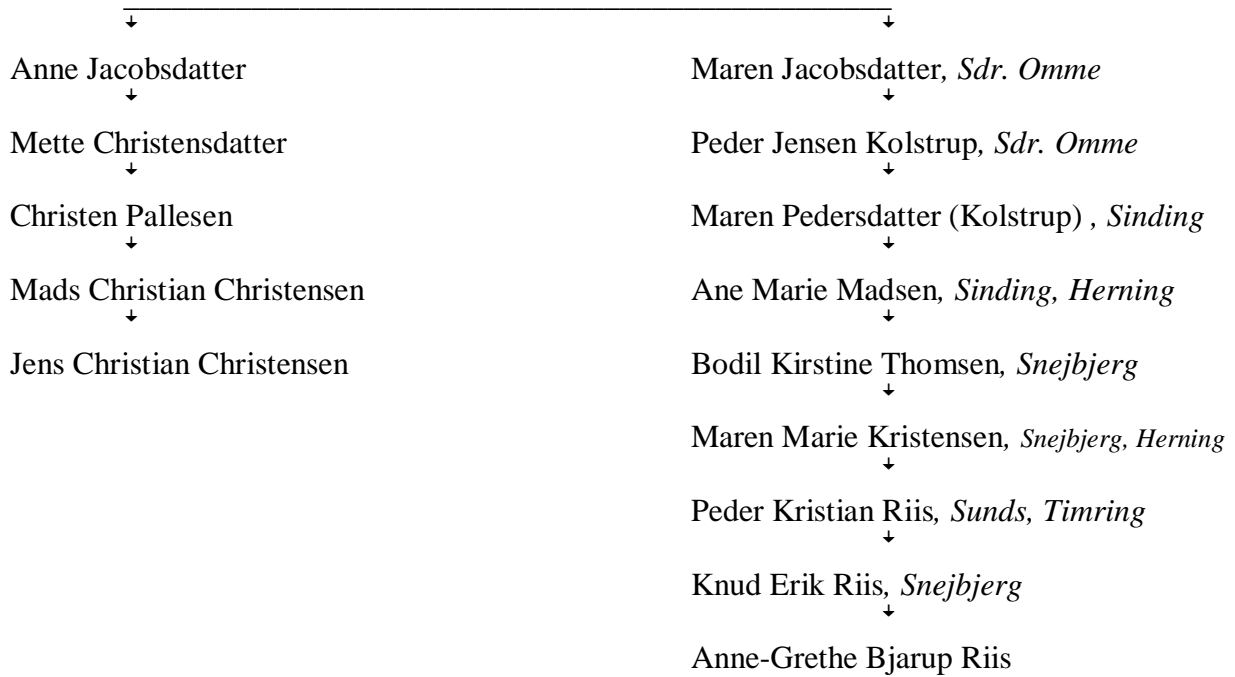 Anne Jacobsdatter
Mette Christensdatter
Christen Pallesen
Mads Christian Christensen
Jens Christian Christensen
Maren Jacobsdatter, Sdr. Omme
Peder Jensen Kolstrup, Sdr. Omme
Maren Pedersdatter (Kolstrup) , Sinding
Ane Marie Madsen, Sinding, Herning
Bodil Kirstine Thomsen, Snejbjerg
Maren Marie Kristensen, Snejbjerg, Herning
Peder Kristian Riis, Sunds, Timring
Knud Erik Riis, Snejbjerg
Anne-Grethe Bjarup Riis